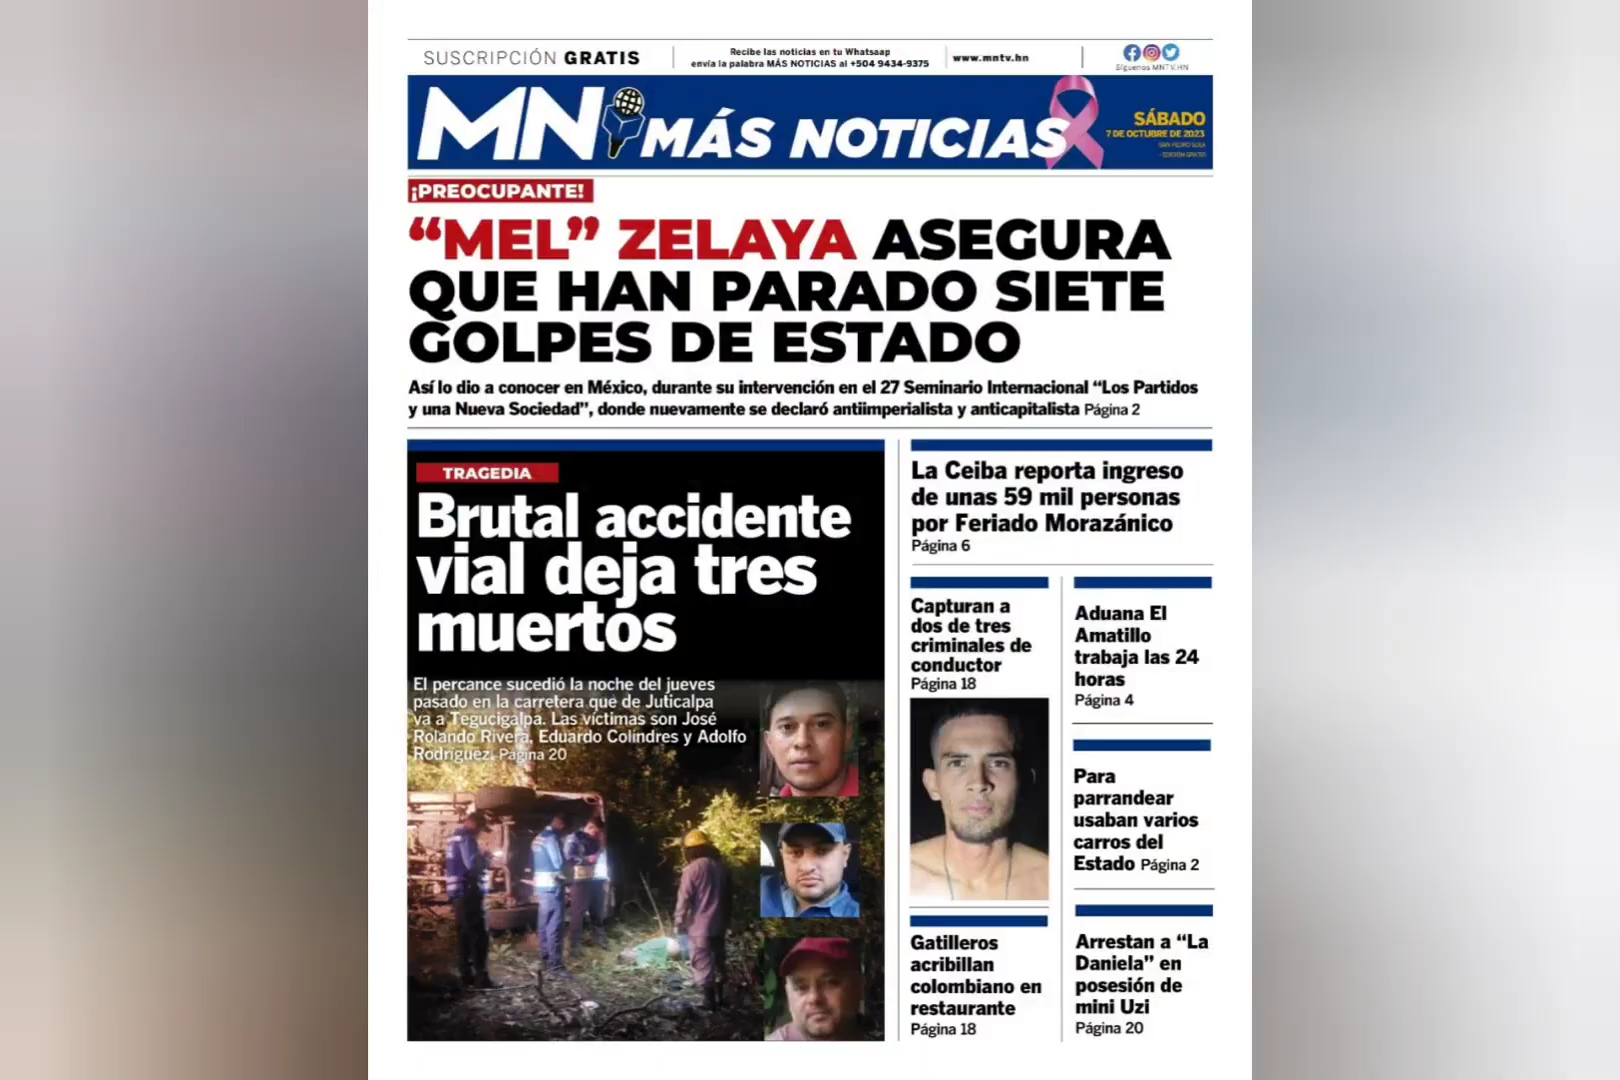 SUSCRIPCIÓN GRATIS
Recibe las noticias en tu Whatsaap
envía la palabra MÁS NOTICIAS al +504 9434-9375
www.mntv.hn
Síguenos MNTV.HN
MN MÁS NOTICIAS
SÁBADO
7 DE OCTUBRE DE 2023
SAN PEDRO SULA
- EDICIÓN GRATIS
¡PREOCUPANTE!
“MEL” ZELAYA ASEGURA
QUE HAN PARADO SIETE
GOLPES DE ESTADO
Así lo dio a conocer en México, durante su intervención en el 27 Seminario Internacional “Los Partidos
y una Nueva Sociedad”, donde nuevamente se declaró antiimperialista y anticapitalista Página 2
TRAGEDIA
Brutal accidente
vial deja tres
muertos
El percance sucedió la noche del jueves
pasado en la carretera que de Juticalpa
va a Tegucigalpa. Las víctimas son José
Rolando Rivera, Eduardo Colindres y Adolfo
Rodríguez. Página 20
La Ceiba reporta ingreso
de unas 59 mil personas
por Feriado Morazánico
Página 6
Capturan a
dos de tres
criminales de
conductor
Página 18
Aduana El
Amatillo
trabaja las 24
horas
Página 4
Para
parrandear
usaban varios
carros del
Estado Página 2
Gatilleros
acribillan
colombiano en
restaurante
Página 18
Arrestan a “La
Daniela” en
posesión de
mini Uzi
Página 20